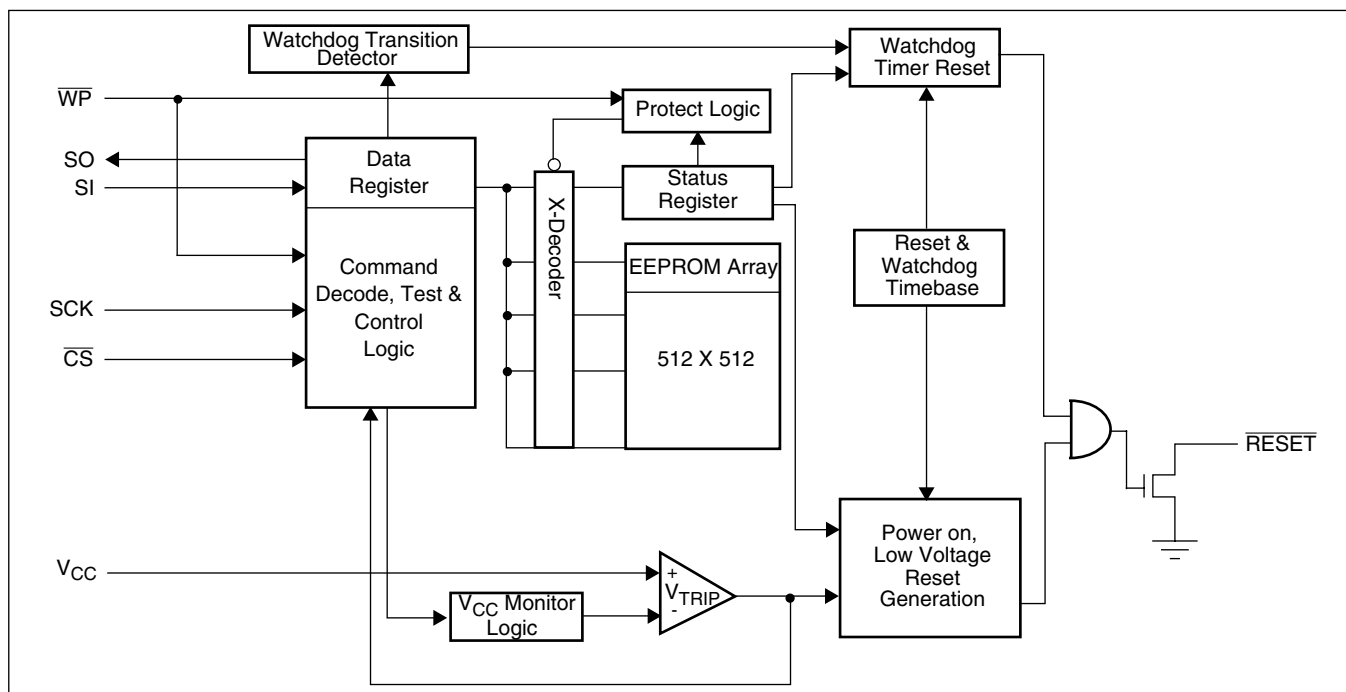 Watchdog Transition
Detector
Watchdog
Timer Reset
WP
Protect Logic
SO
SI
Data
Register
X-Decoder
Status
Register
Command
Decode, Test &
Control
Logic
SCK
CS
EEPROM Array
512 X 512
Reset &
Watchdog
Timebase
RESET
VCC
VCC Monitor
Logic
+
VTRIP
-
Power on,
Low Voltage
Reset
Generation